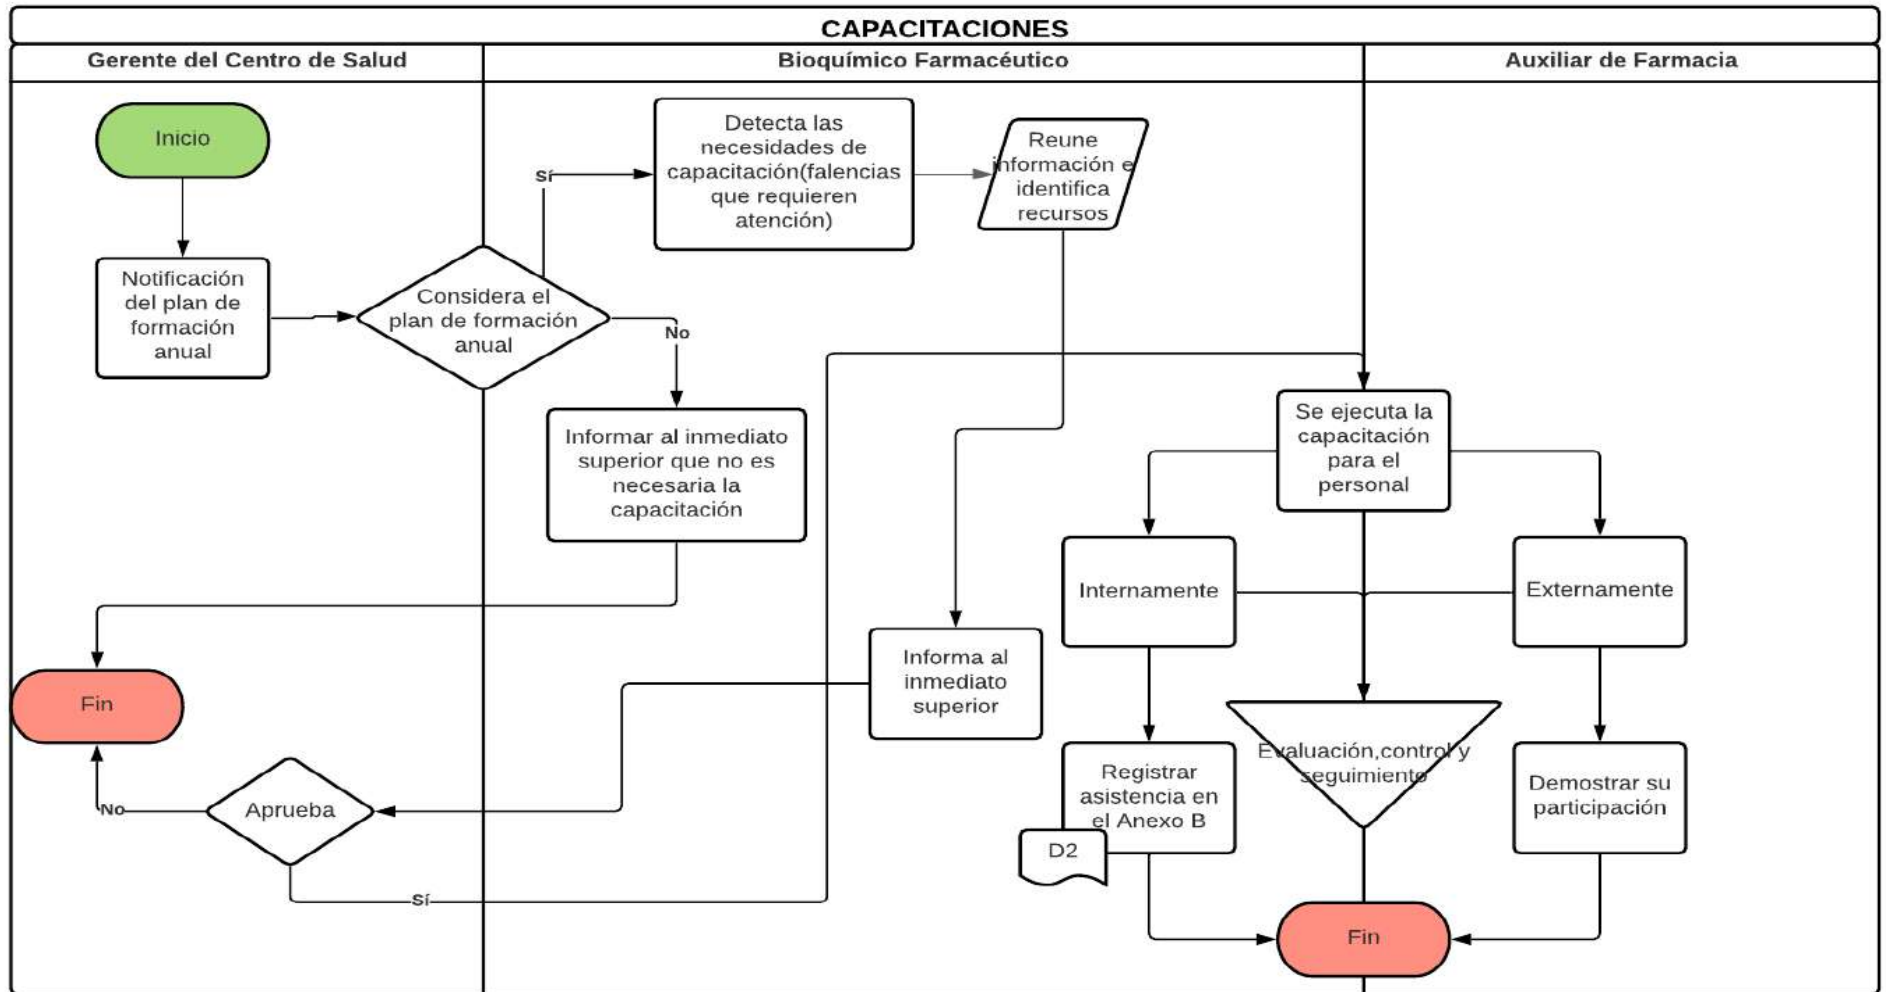 CAPACITACIONES
Gerente del Centro de Salud
Bioquímico Farmacéutico
Auxiliar de Farmacia
Inicio
Notificación
del plan de
formación
anual
Considera el
plan de formación
anual
Sí
Detecta las
necesidades de
capacitación(falencias
que requieren
atención)
Reune
información e
identifica
recursos
No
Informar al inmediato
superior que no es
necesaria la
capacitación
Fin
Informa al
inmediato
superior
Aprueba
No
Sí
Se ejecuta la
capacitación
para el
personal
Internamente
Externamente
Registrar
asistencia en
el Anexo B
D2
Evaluación,control y
seguimiento
Demostrar su
participación
Fin